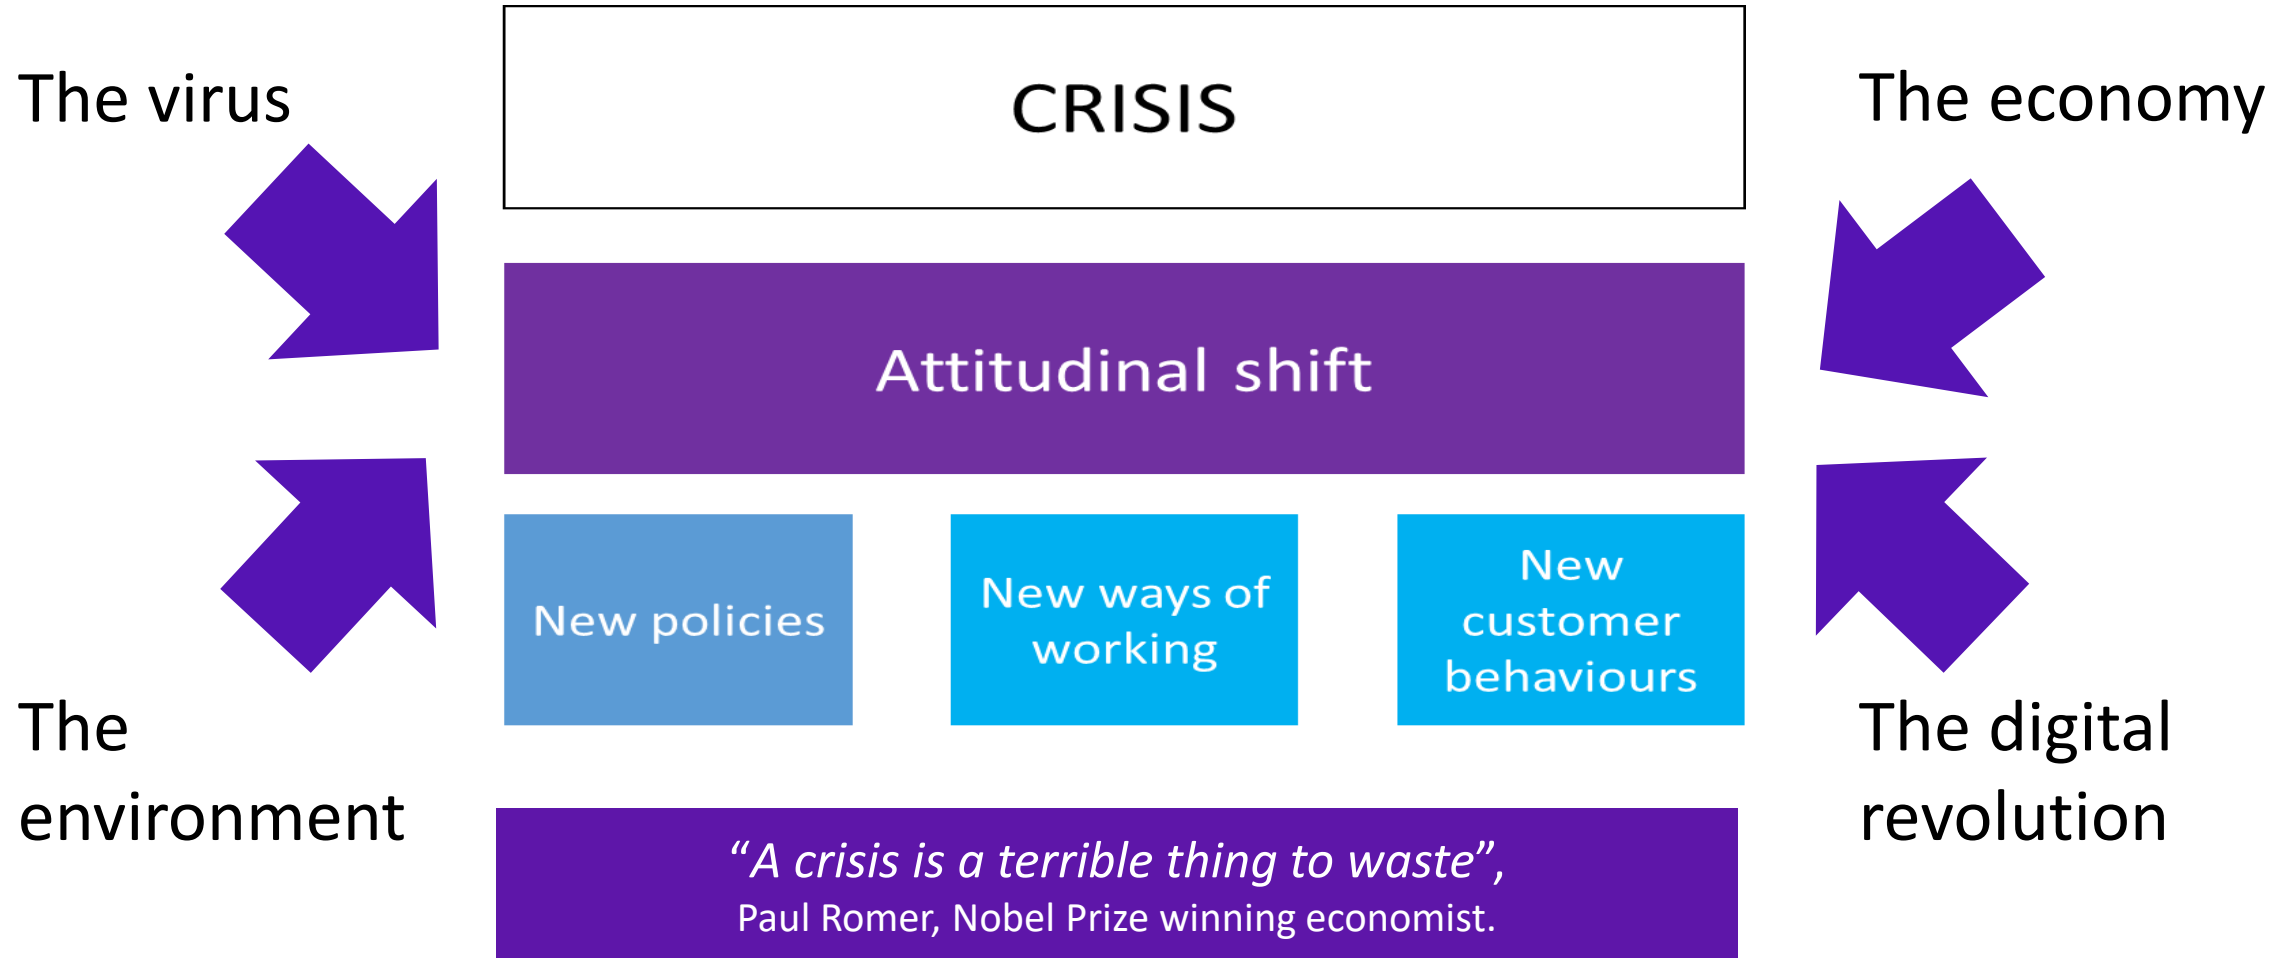 The virus
CRISIS
The economy
Attitudinal shift
New policies
New ways of
working
New
customer
behaviours
The
environment
The digital
revolution
“A crisis is a terrible thing to waste”,
Paul Romer, Nobel Prize winning economist.